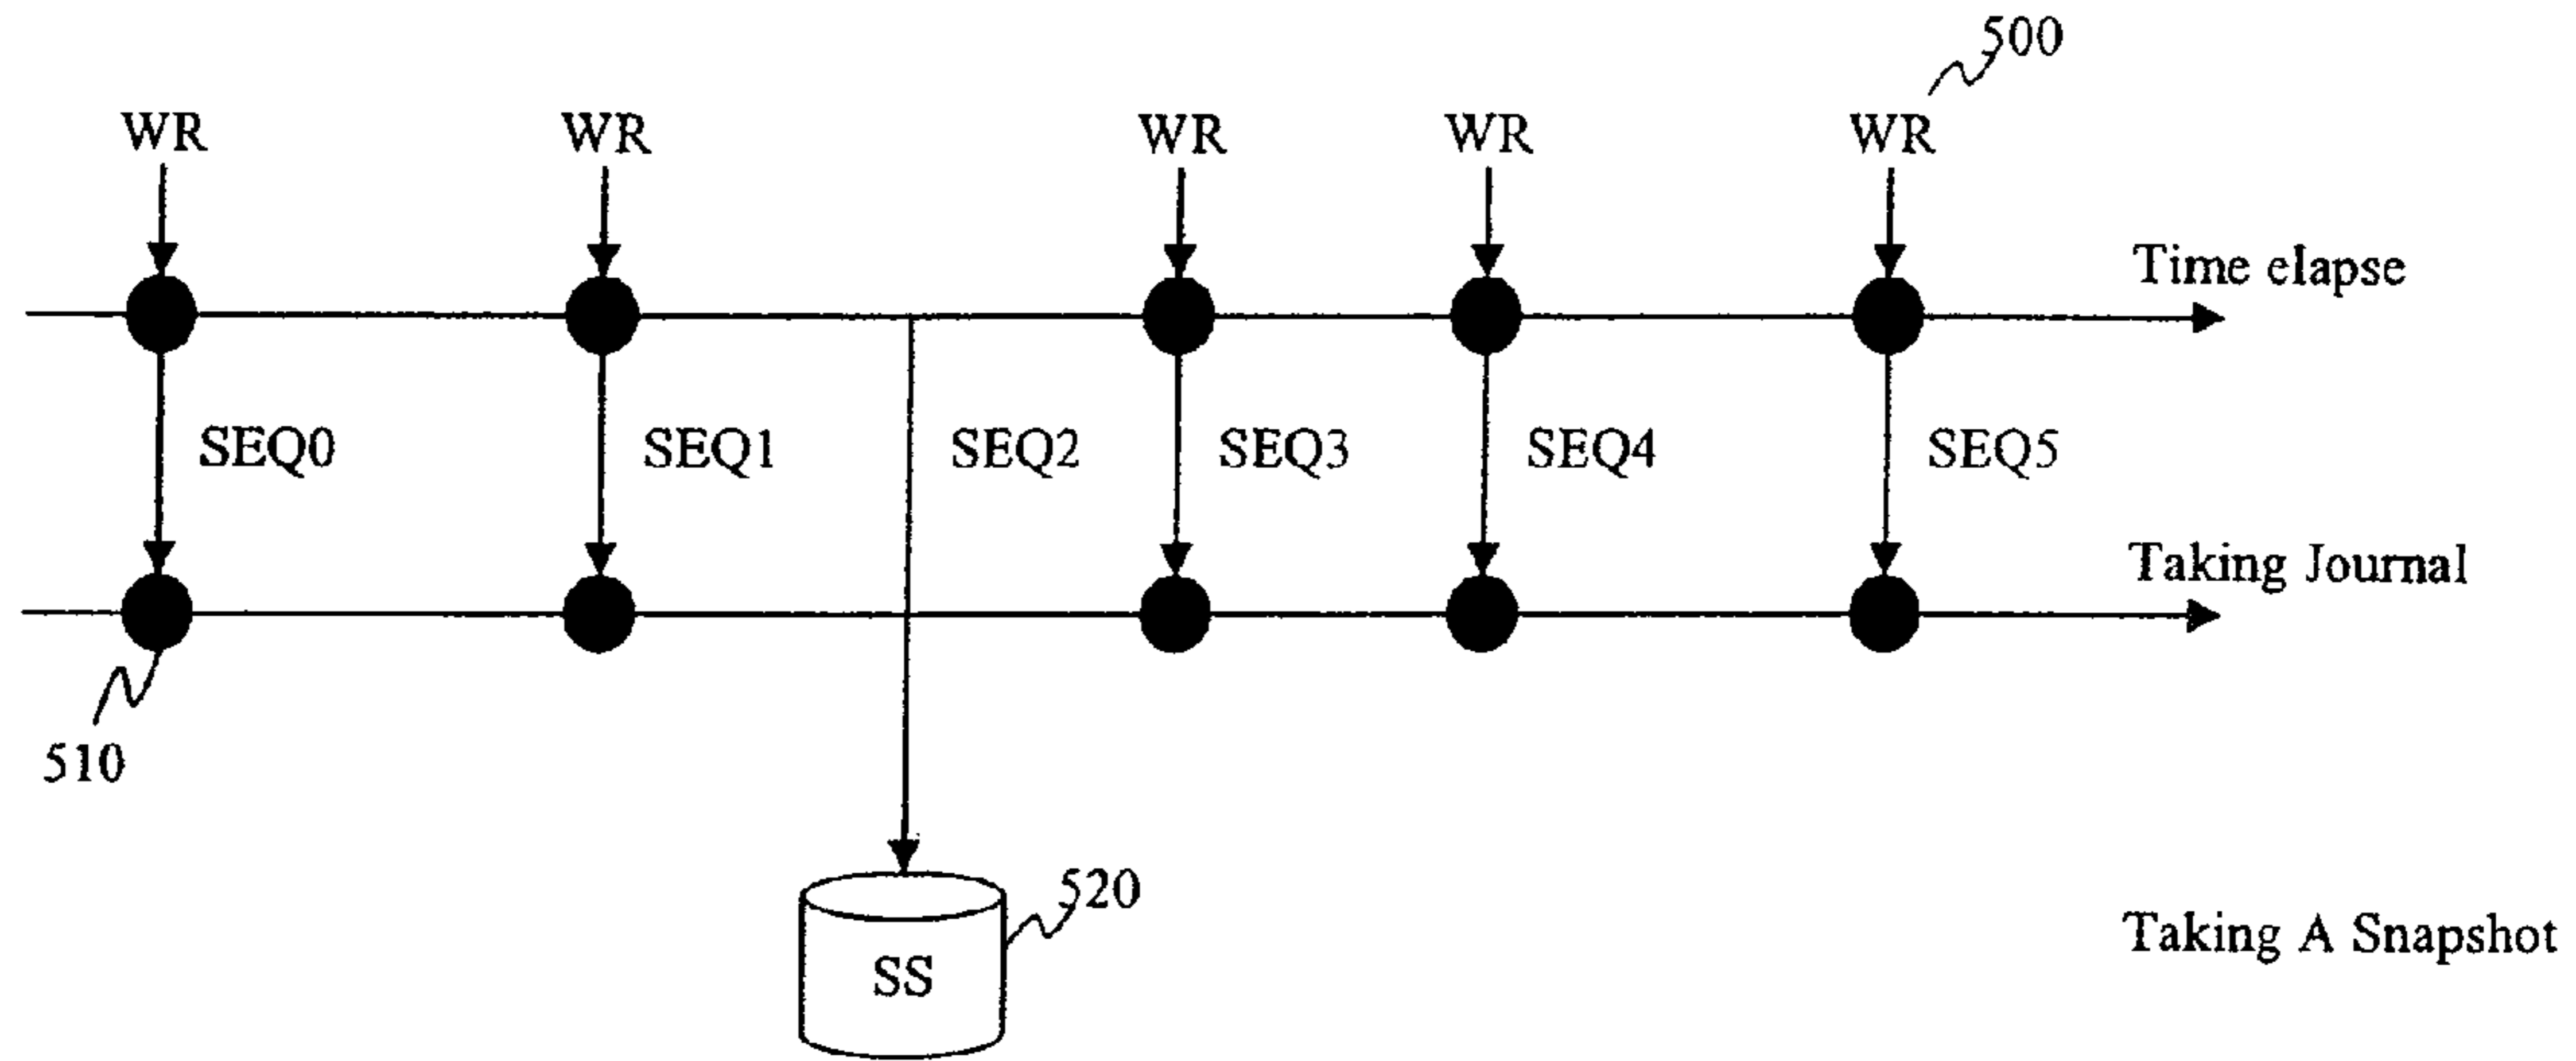 500
WR WR WR WR WR
Time elapse
SEQ0 SEQ1 SEQ2 SEQ3 SEQ4 SEQ5
Taking Journal
510
520
Taking A Snapshot
SS